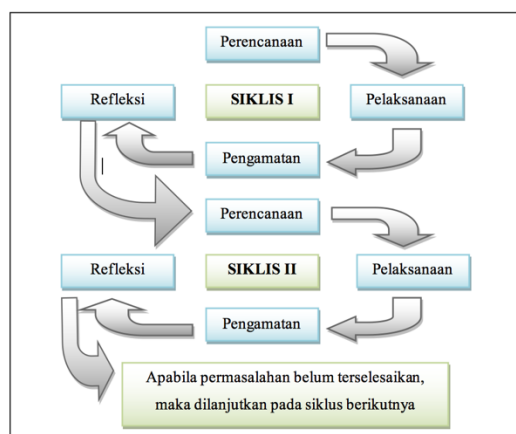 Perencanaan
Refleksi
SIKLIS I
Pelaksanaan
Pengamatan
Perencanaan
Refleksi
SIKLIS II
Pelaksanaan
Pengamatan
Apabila permasalahan belum terselesaikan,
maka dilanjutkan pada siklus berikutnya